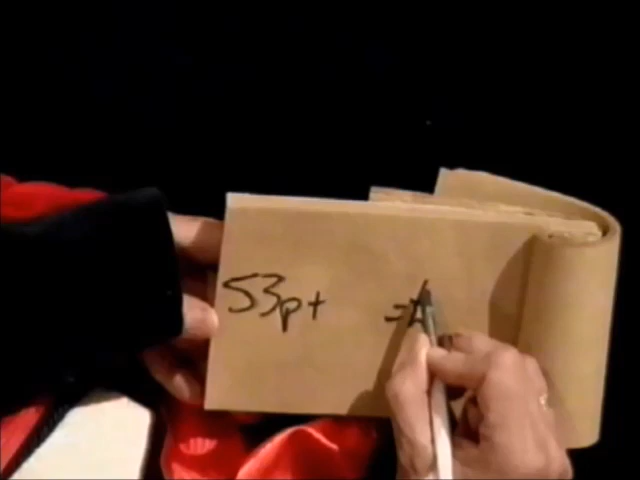 53p+ =